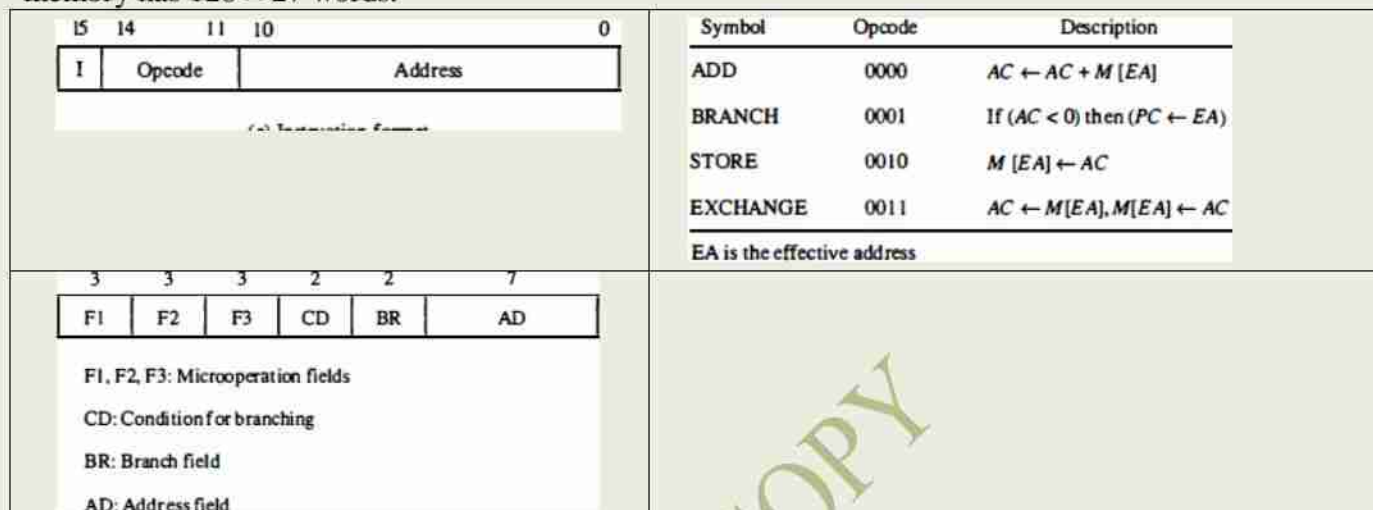 memory has 128 = 27 words.
15 14 11 10 0
I Opcode Address
(a) Instruction format
Symbol Opcode Description
ADD 0000 AC ← AC + M [EA]
BRANCH 0001 If (AC < 0) then (PC ← EA)
STORE 0010 M [EA] ← AC
EXCHANGE 0011 AC ← M[EA], M[EA] ← AC
EA is the effective address
3 3 3 2 2 7
F1 F2 F3 CD BR AD
F1, F2, F3: Microoperation fields
CD: Condition for branching
BR: Branch field
AD: Address field
OPY